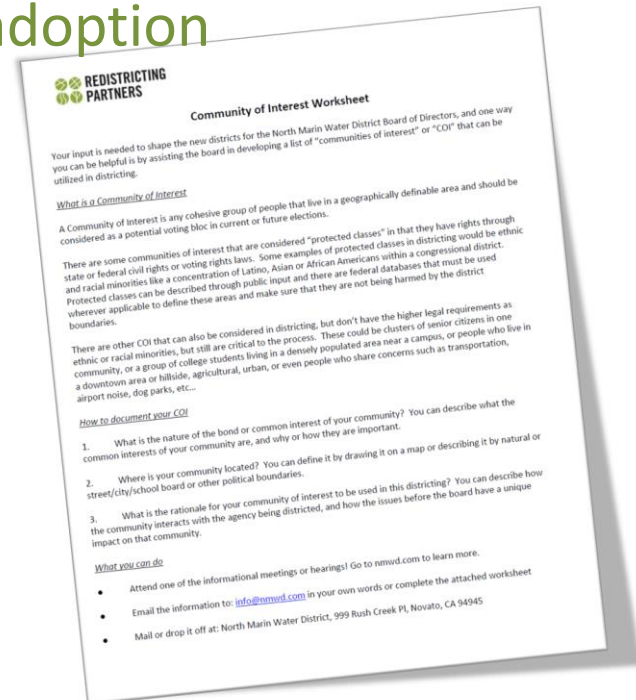 adoption
REDISTRICTING
PARTNERS
Community of Interest Worksheet
Your input is needed to shape the new districts for the North Marin Water District Board of Directors, and one way
you can be helpful is by assisting the board in developing a list of “communities of interest” or “COI” that can be
utilized in districting.
What is a Community of Interest
A Community of Interest is any cohesive group of people that live in a geographically definable area and should be
considered as a potential voting bloc in current or future elections.
There are some communities of interest that are considered “protected classes” in that they have rights through
state or federal civil rights or voting rights laws. Some examples of protected classes in districting would be ethnic
and racial minorities like a concentration of Latino, Asian or African Americans within a congressional district.
Protected classes can be described through public input and there are federal databases that must be used
wherever applicable to define these areas and make sure that they are not being harmed by the district
boundaries.
There are other COI that can also be considered in districting, but don’t have the higher legal requirements as
ethnic or racial minorities, but still are critical to the process. These could be clusters of senior citizens in one
community, or a group of college students living in a densely populated area near a campus, or people who live in
a downtown area or hillside, agricultural, urban, or even people who share concerns such as transportation,
airport noise, dog parks, etc...
How to document your COI
1. What is the nature of the bond or common interest of your community? You can describe what the
common interests of your community are, and why or how they are important.
2. Where is your community located? You can define it by drawing it on a map or describing it by natural or
street/city/school board or other political boundaries.
3. What is the rationale for your community of interest to be used in this districting? You can describe how
the community interacts with the agency being districted, and how the issues before the board have a unique
impact on that community.
What you can do
• Attend one of the informational meetings or hearings! Go to nmwd.com to learn more.
• Email the information to: info@nmwd.com in your own words or complete the attached worksheet
• Mail or drop it off at: North Marin Water District, 999 Rush Creek Pl, Novato, CA 94945